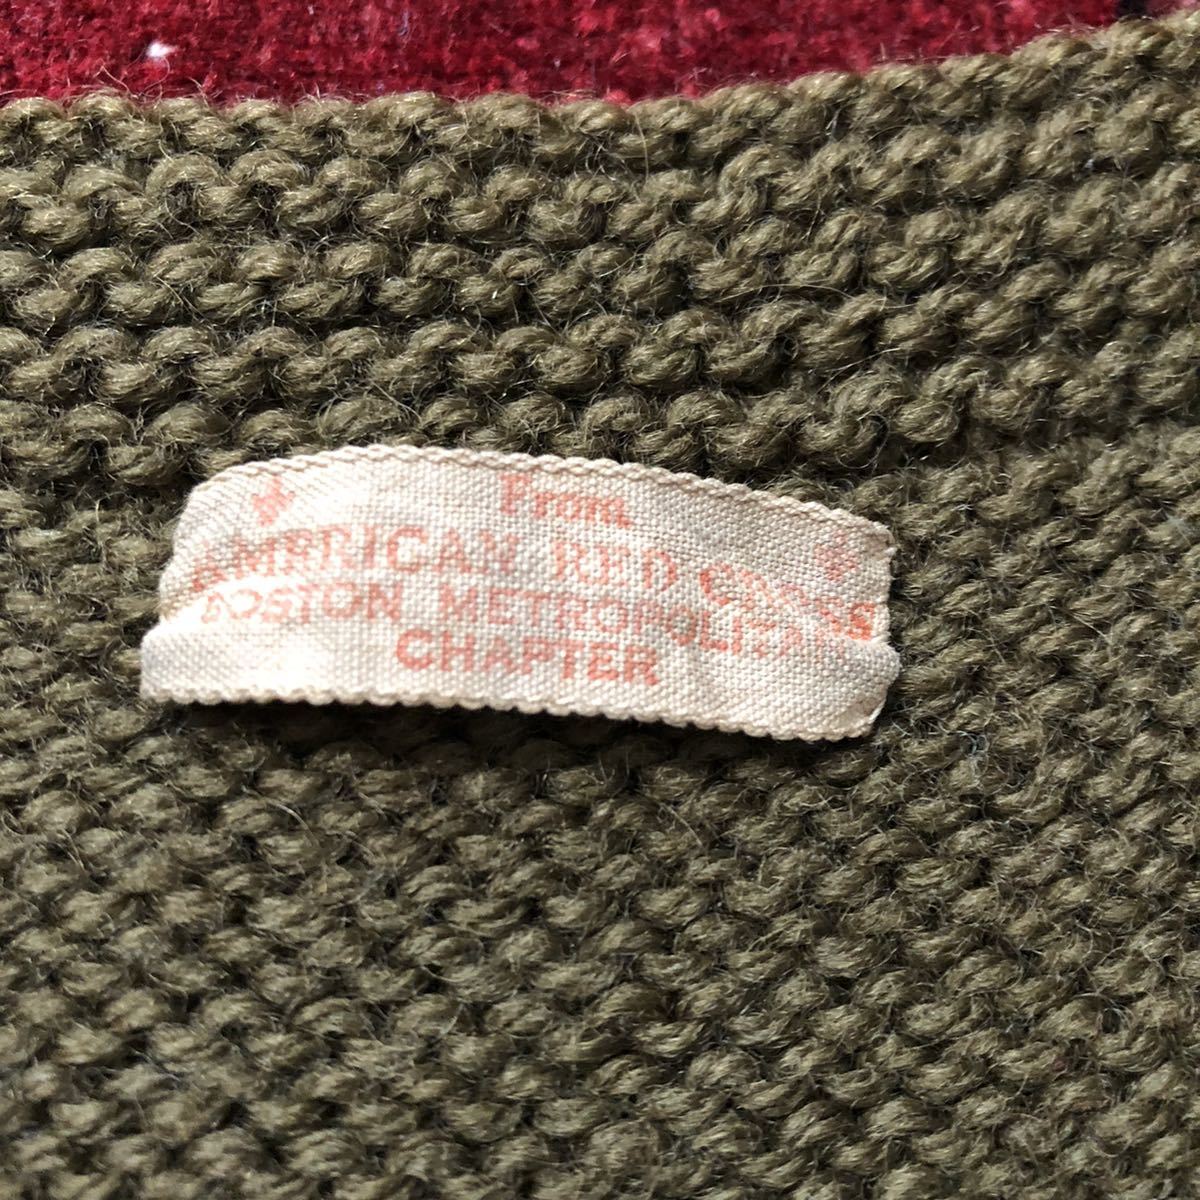 From
AMERICAN RED CROSS
BOSTON METROPOLITAN
CHAPTER